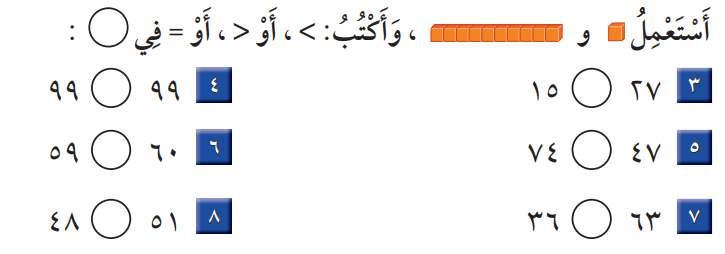 أَسْتَعْمِلُ و ، وَأَكْتُبُ: > ، أَوْ < ، أَوْ = فِي ◯ :
٣ ٢٧ ◯ ١٥ ٤ ٩٩ ◯ ٩٩
٥ ٤٧ ◯ ٧٤ ٦ ٦٠ ◯ ٥٩
٧ ٦٣ ◯ ٣٦ ٨ ٥١ ◯ ٤٨